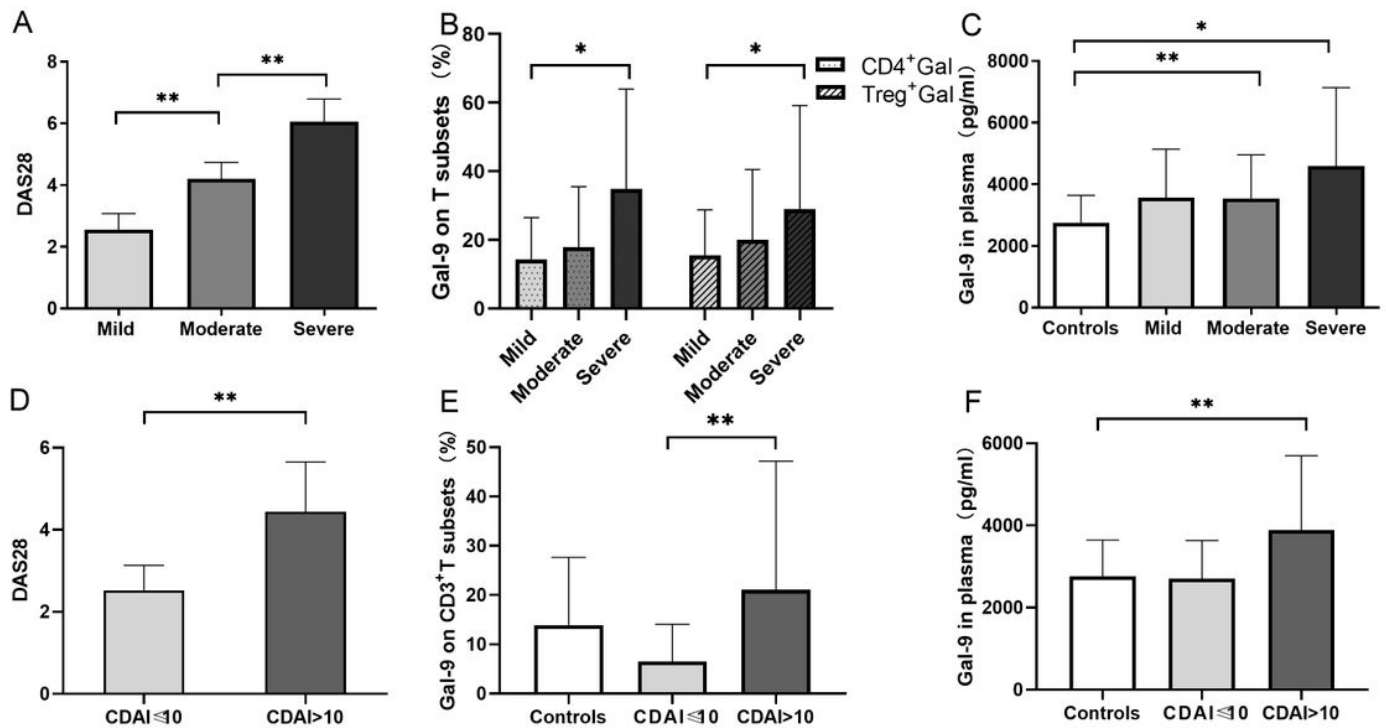 A
DAS28
8
6
4
2
0
**
**
Mild Moderate Severe
B
Gal-9 on T subsets (%)
80
60
40
20
0
*
*
CD4+Gal
Treg+Gal
Mild Moderate Severe Mild Moderate Severe
C
Gal-9 in plasma (pg/ml)
8000
6000
4000
2000
0
*
**
Controls Mild Moderate Severe
D
DAS28
6
4
2
0
**
CDAI≤10 CDAI>10
E
Gal-9 on CD3+T subsets (%)
50
40
30
20
10
0
**
Controls CDAI≤10 CDAI>10
F
Gal-9 in plasma (pg/ml)
6000
4000
2000
0
**
Controls CDAI≤10 CDAI>10